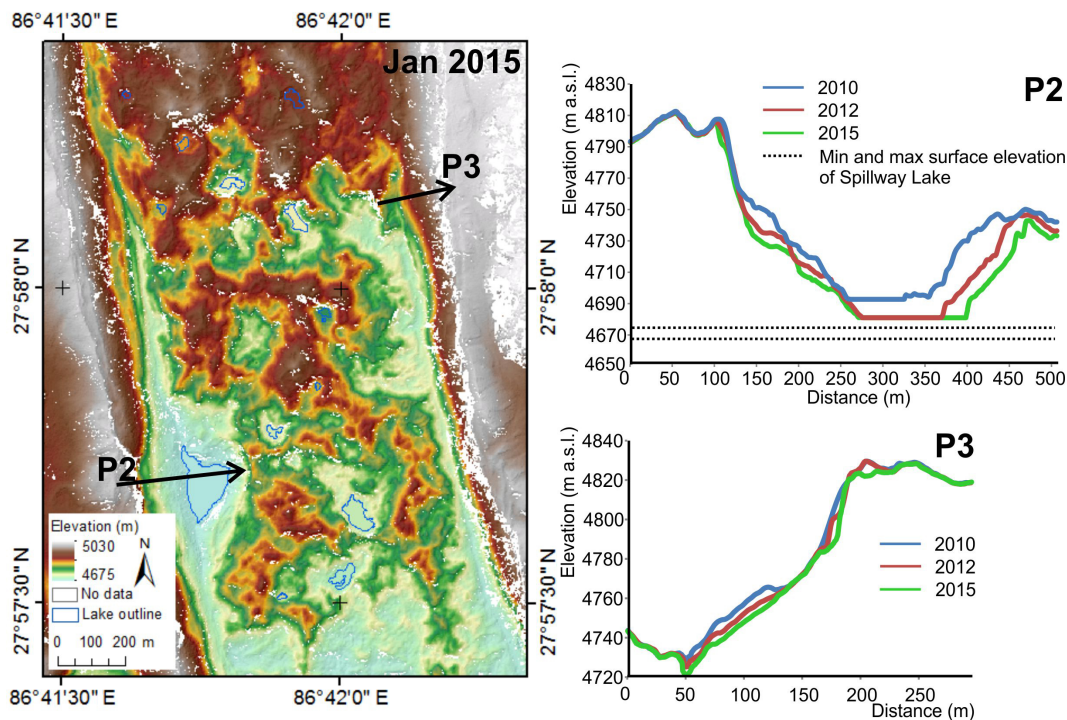 86°41'30" E
86°42'0" E
Jan 2015
P3
P2
27°58'0" N
27°57'30" N
27°58'0" N
27°57'30" N
Elevation (m)
5030
4675
N
No data
Lake outline
0 100 200 m
86°41'30" E
86°42'0" E
P2
2010
2012
2015
Min and max surface elevation
of Spillway Lake
Elevation (m a.s.l.)
4830
4810
4790
4770
4750
4730
4710
4690
4670
4650
0 50 100 150 200 250 300 350 400 450 500
Distance (m)
P3
2010
2012
2015
Elevation (m a.s.l.)
4840
4820
4800
4780
4760
4740
4720
0 50 100 150 200 250
Distance (m)